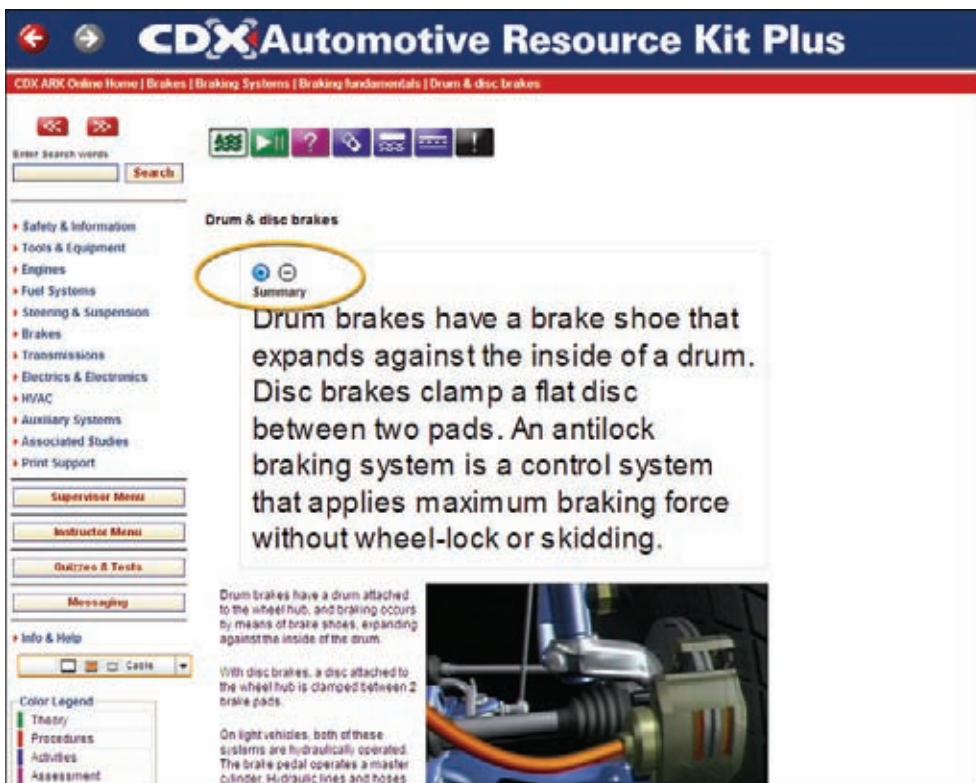 CDX Automotive Resource Kit Plus
CDX ARK Online Home | Brakes | Braking Systems | Braking fundamentals | Drum & disc brakes
Enter Search words
Search
Safety & Information
Tools & Equipment
Engines
Fuel Systems
Steering & Suspension
Brakes
Transmissions
Electrics & Electronics
HVAC
Auxiliary Systems
Associated Studies
Print Support
Supervisor Menu
Instructor Menu
Quizzes & Tests
Messaging
Info & Help
Cable
Color Legend
Theory
Procedures
Activities
Assessment
Drum & disc brakes
Summary
Drum brakes have a brake shoe that
expands against the inside of a drum.
Disc brakes clamp a flat disc
between two pads. An antilock
braking system is a control system
that applies maximum braking force
without wheel-lock or skidding.
Drum brakes have a drum attached
to the wheel hub, and braking occurs
by means of brake shoes, expanding
against the inside of the drum.
With disc brakes, a disc attached to
the wheel hub is clamped between 2
brake pads.
On light vehicles, both of these
systems are hydraulically operated.
The brake pedal operates a master
cylinder. Hydraulic lines and hoses